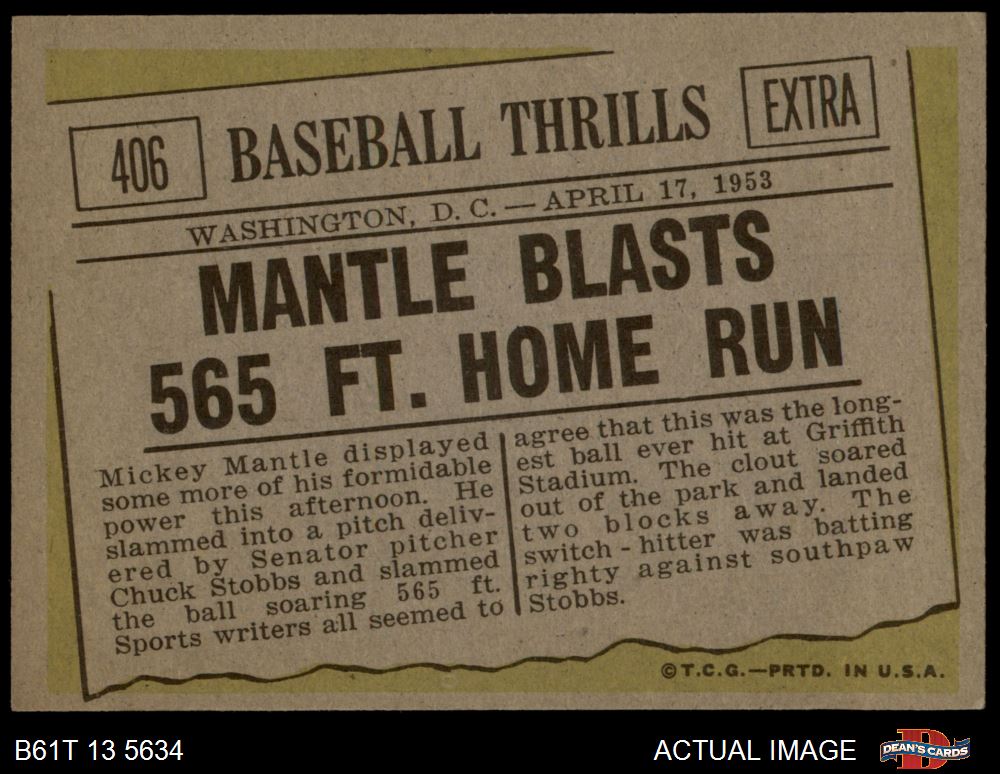 406
BASEBALL THRILLS
EXTRA
WASHINGTON, D. C. — APRIL 17, 1953
MANTLE BLASTS
565 FT. HOME RUN
Mickey Mantle displayed
some more of his formidable
power this afternoon. He
slammed into a pitch deliv-
ered by Senator pitcher
Chuck Stobbs and slammed
the ball soaring 565 ft.
Sports writers all seemed to
agree that this was the long-
est ball ever hit at Griffith
Stadium. The clout soared
out of the park and landed
two blocks away. The
switch - hitter was batting
righty against southpaw
Stobbs.
© T.C.G.—PRTD. IN U.S.A.
B61T 13 5634
ACTUAL IMAGE
DEAN'S CARDS